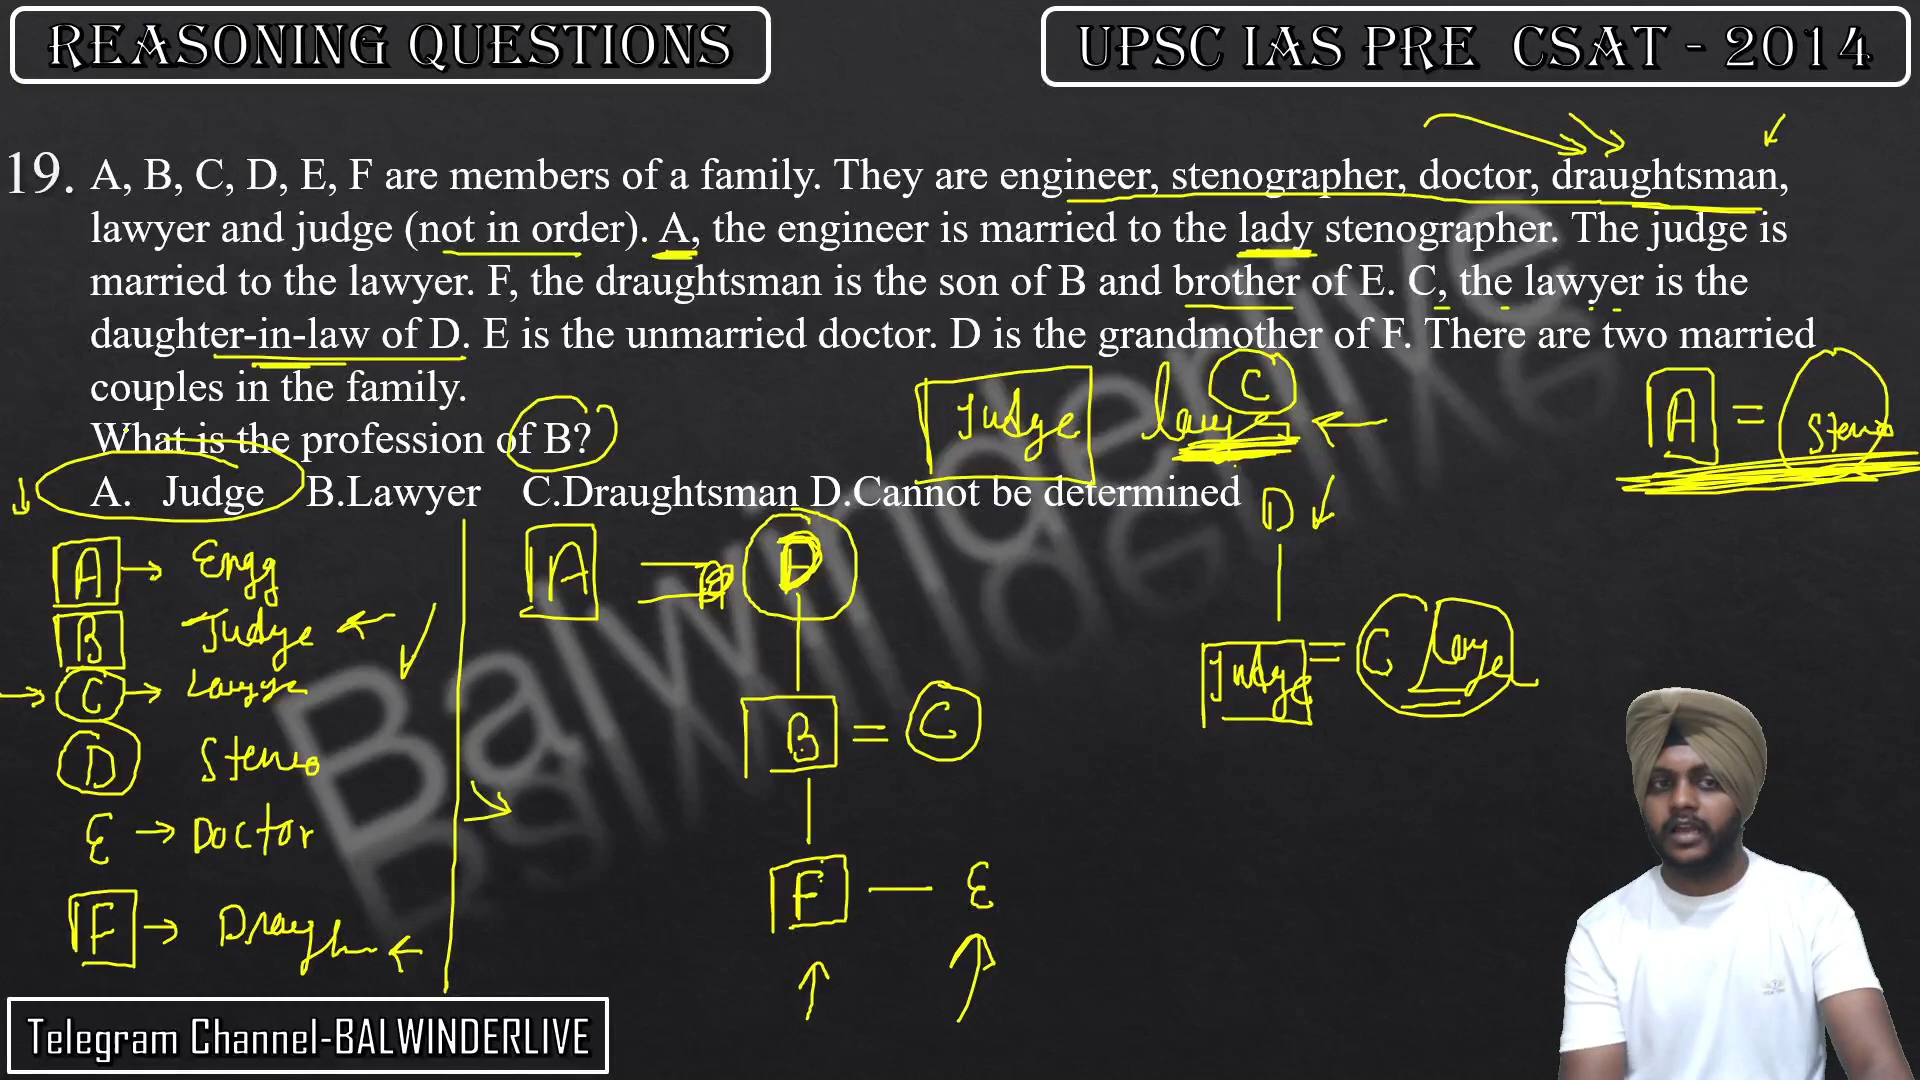 REASONING QUESTIONS
UPSC IAS PRE CSAT - 2014
19. A, B, C, D, E, F are members of a family. They are engineer, stenographer, doctor, draughtsman,
lawyer and judge (not in order). A, the engineer is married to the lady stenographer. The judge is
married to the lawyer. F, the draughtsman is the son of B and brother of E. C, the lawyer is the
daughter-in-law of D. E is the unmarried doctor. D is the grandmother of F. There are two married
couples in the family.
What is the profession of B?
A. Judge B.Lawyer C.Draughtsman D.Cannot be determined
Judge C
A = Steno
D
Judge = C
A → Engg
B Judge ←
→ C →
D Steno
E → Doctor
F →
A = D
B = C
F — E
Balwinderlive
Telegram Channel-BALWINDERLIVE